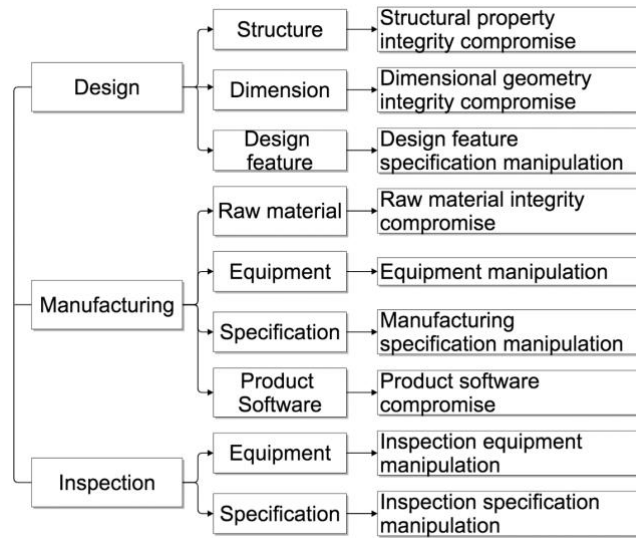 Design
Structure
Structural property
integrity compromise
Dimension
Dimensional geometry
integrity compromise
Design
feature
Design feature
specification manipulation
Manufacturing
Raw material
Raw material integrity
compromise
Equipment
Equipment manipulation
Specification
Manufacturing
specification manipulation
Product
Software
Product software
compromise
Inspection
Equipment
Inspection equipment
manipulation
Specification
Inspection specification
manipulation